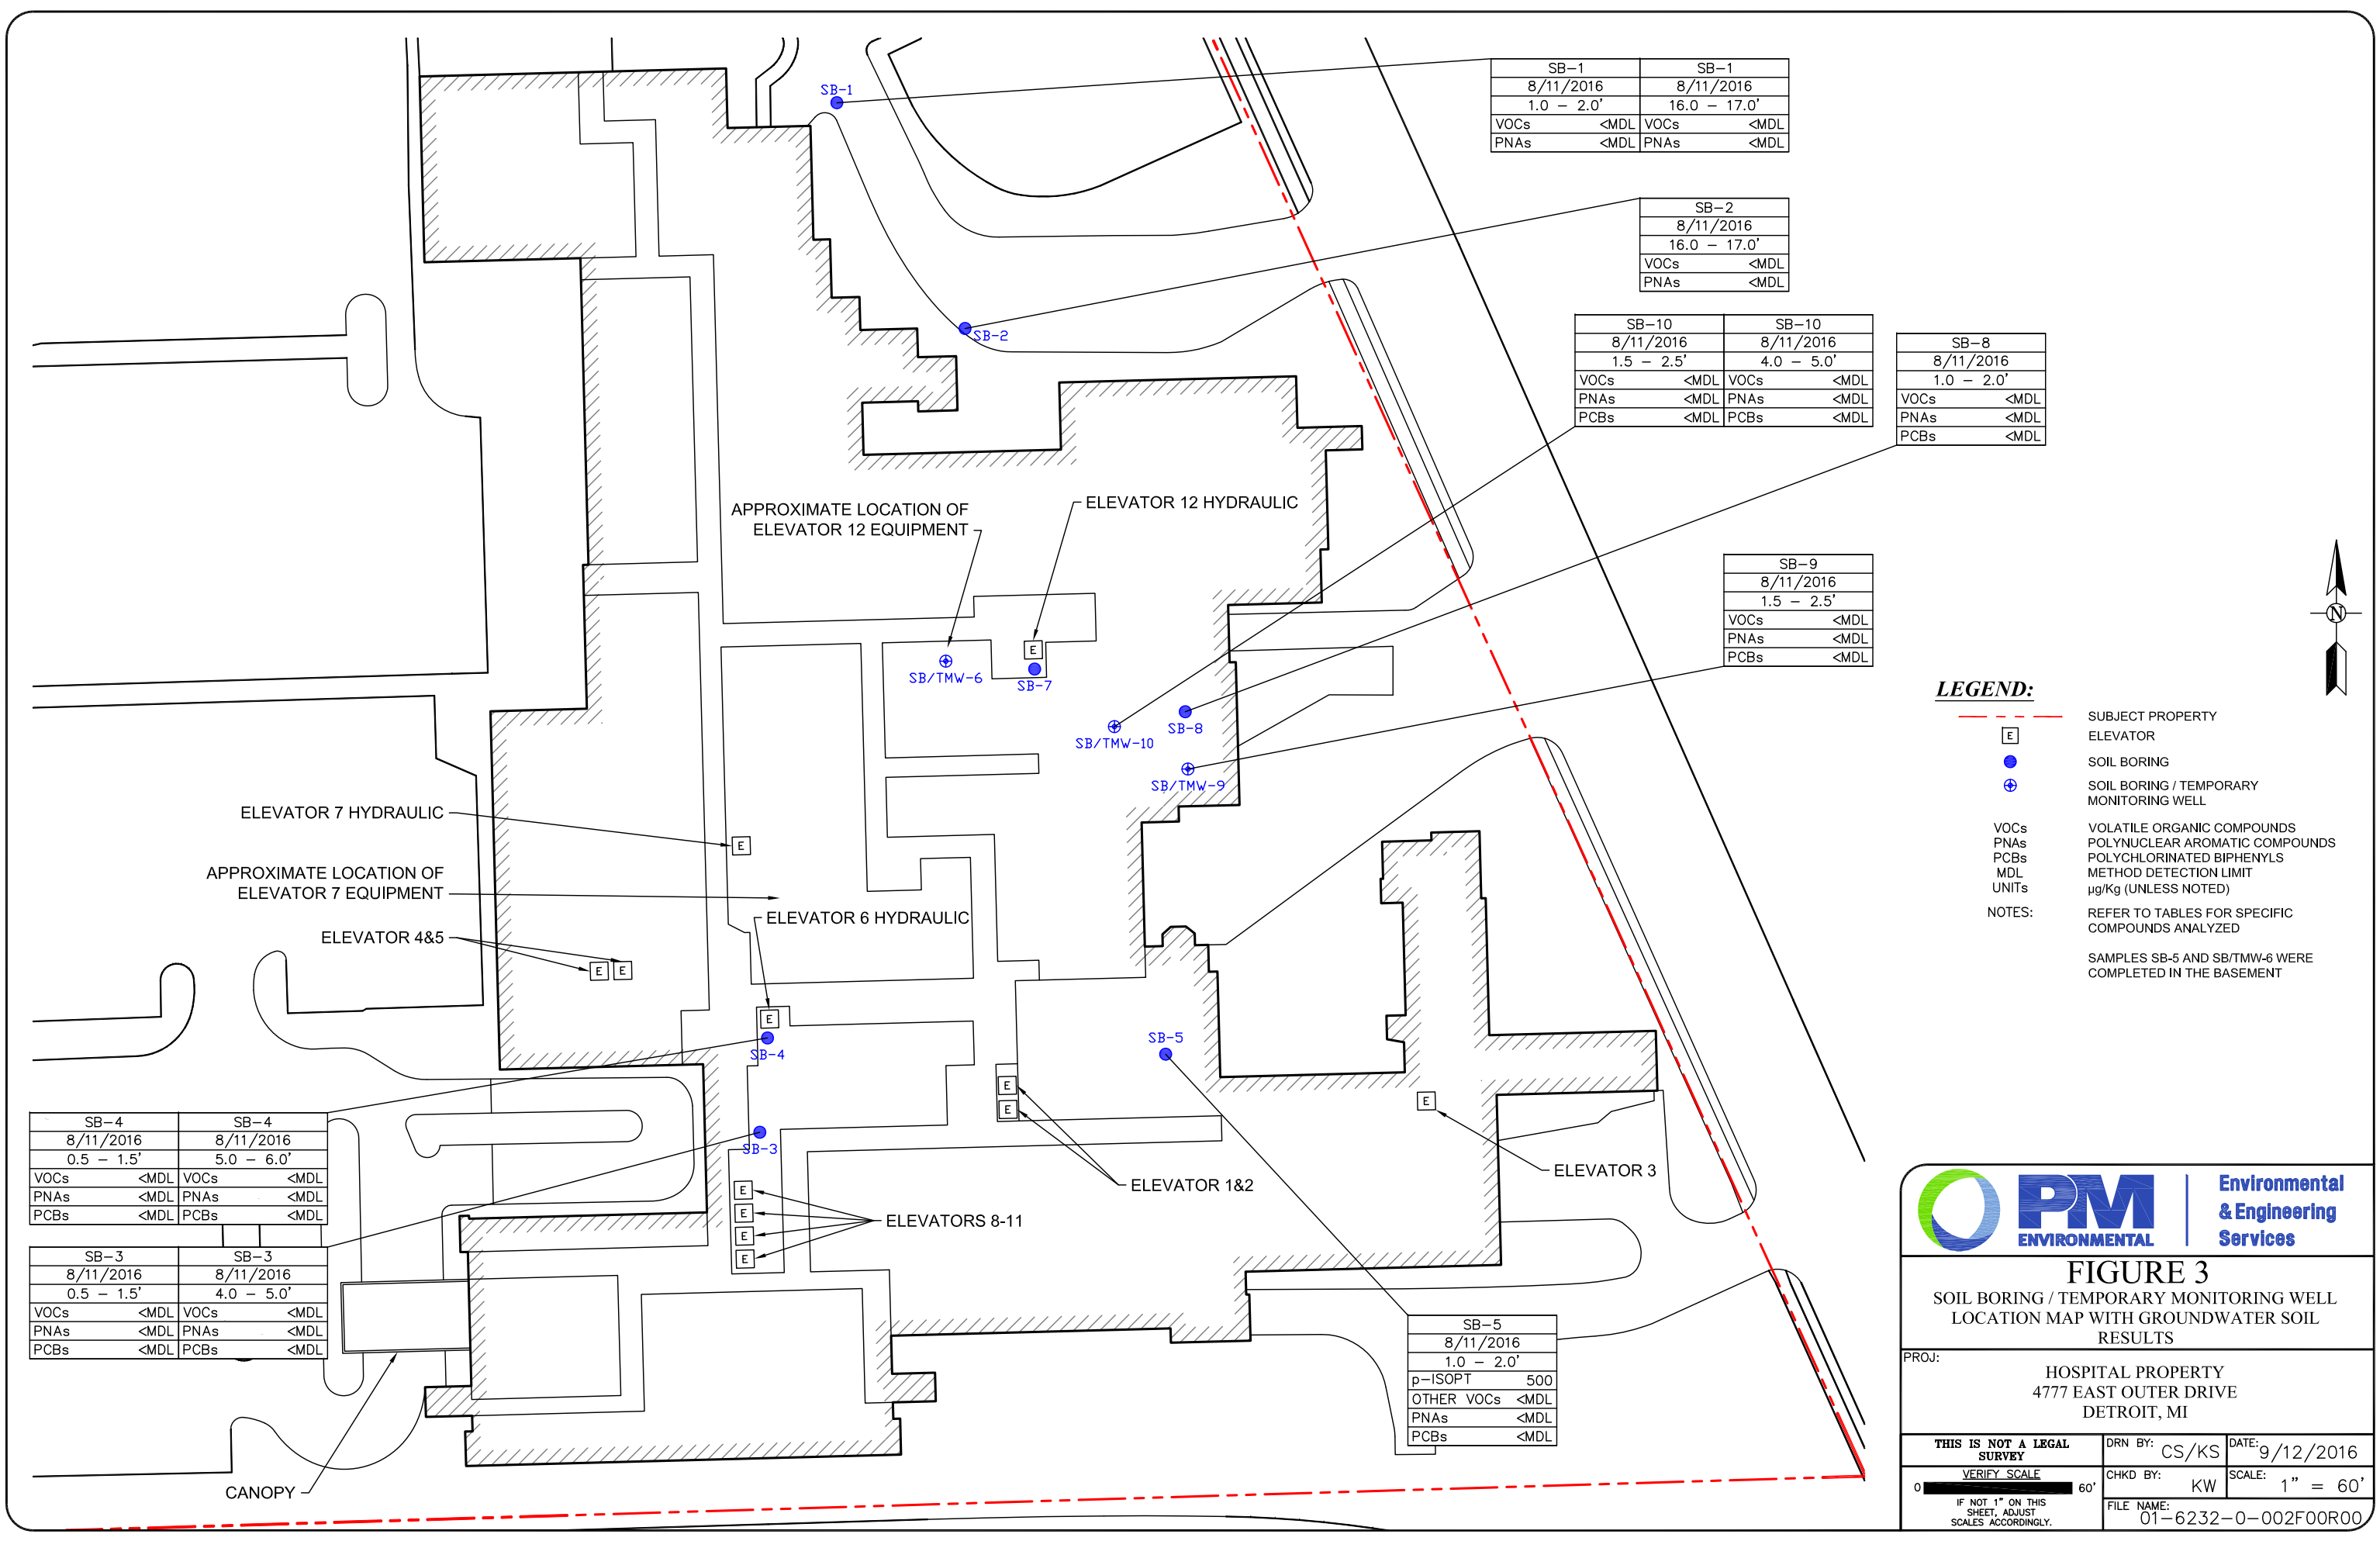 SB-1
SB-1 SB-1
8/11/2016 8/11/2016
1.0 - 2.0' 16.0 - 17.0'
VOCs <MDL VOCs <MDL
PNAs <MDL PNAs <MDL
SB-2
8/11/2016
16.0 - 17.0'
VOCs <MDL
PNAs <MDL
SB-2
SB-10 SB-10
8/11/2016 8/11/2016
1.5 - 2.5' 4.0 - 5.0'
VOCs <MDL VOCs <MDL
PNAs <MDL PNAs <MDL
PCBs <MDL PCBs <MDL
SB-8
8/11/2016
1.0 - 2.0'
VOCs <MDL
PNAs <MDL
PCBs <MDL
APPROXIMATE LOCATION OF
ELEVATOR 12 EQUIPMENT
ELEVATOR 12 HYDRAULIC
SB-9
8/11/2016
1.5 - 2.5'
VOCs <MDL
PNAs <MDL
PCBs <MDL
N
E
SB/TMW-6
SB-7
SB-8
SB/TMW-10
SB/TMW-9
LEGEND:
SUBJECT PROPERTY
E ELEVATOR
SOIL BORING
SOIL BORING / TEMPORARY
MONITORING WELL
VOCs VOLATILE ORGANIC COMPOUNDS
PNAs POLYNUCLEAR AROMATIC COMPOUNDS
PCBs POLYCHLORINATED BIPHENYLS
MDL METHOD DETECTION LIMIT
UNITs µg/Kg (UNLESS NOTED)
NOTES: REFER TO TABLES FOR SPECIFIC
COMPOUNDS ANALYZED
SAMPLES SB-5 AND SB/TMW-6 WERE
COMPLETED IN THE BASEMENT
ELEVATOR 7 HYDRAULIC
E
APPROXIMATE LOCATION OF
ELEVATOR 7 EQUIPMENT
ELEVATOR 6 HYDRAULIC
ELEVATOR 4&5
E E
E
SB-4
SB-5
E
E
E
SB-3
ELEVATOR 1&2
ELEVATOR 3
E
E
E
E
ELEVATORS 8-11
SB-4 SB-4
8/11/2016 8/11/2016
0.5 - 1.5' 5.0 - 6.0'
VOCs <MDL VOCs <MDL
PNAs <MDL PNAs <MDL
PCBs <MDL PCBs <MDL
SB-3 SB-3
8/11/2016 8/11/2016
0.5 - 1.5' 4.0 - 5.0'
VOCs <MDL VOCs <MDL
PNAs <MDL PNAs <MDL
PCBs <MDL PCBs <MDL
CANOPY
SB-5
8/11/2016
1.0 - 2.0'
p-ISOPT 500
OTHER VOCs <MDL
PNAs <MDL
PCBs <MDL
PM
ENVIRONMENTAL
Environmental
& Engineering
Services
FIGURE 3
SOIL BORING / TEMPORARY MONITORING WELL
LOCATION MAP WITH GROUNDWATER SOIL
RESULTS
PROJ:
HOSPITAL PROPERTY
4777 EAST OUTER DRIVE
DETROIT, MI
THIS IS NOT A LEGAL
SURVEY
DRN BY: CS/KS
DATE: 9/12/2016
VERIFY SCALE
0 60'
IF NOT 1" ON THIS
SHEET, ADJUST
SCALES ACCORDINGLY.
CHKD BY: KW
SCALE: 1" = 60'
FILE NAME:
01-6232-0-002F00R00